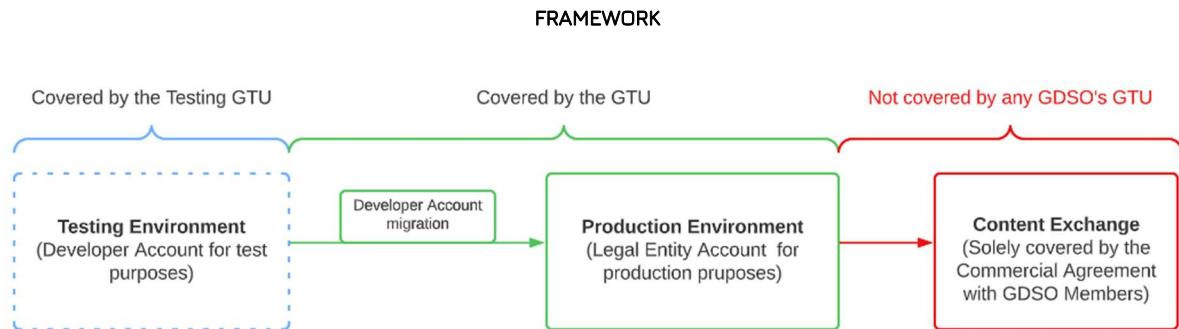 FRAMEWORK
Covered by the Testing GTU
Covered by the GTU
Not covered by any GDSO's GTU
Testing Environment
(Developer Account for test
purposes)
Developer Account
migration
Production Environment
(Legal Entity Account for
production pruposes)
Content Exchange
(Solely covered by the
Commercial Agreement
with GDSO Members)